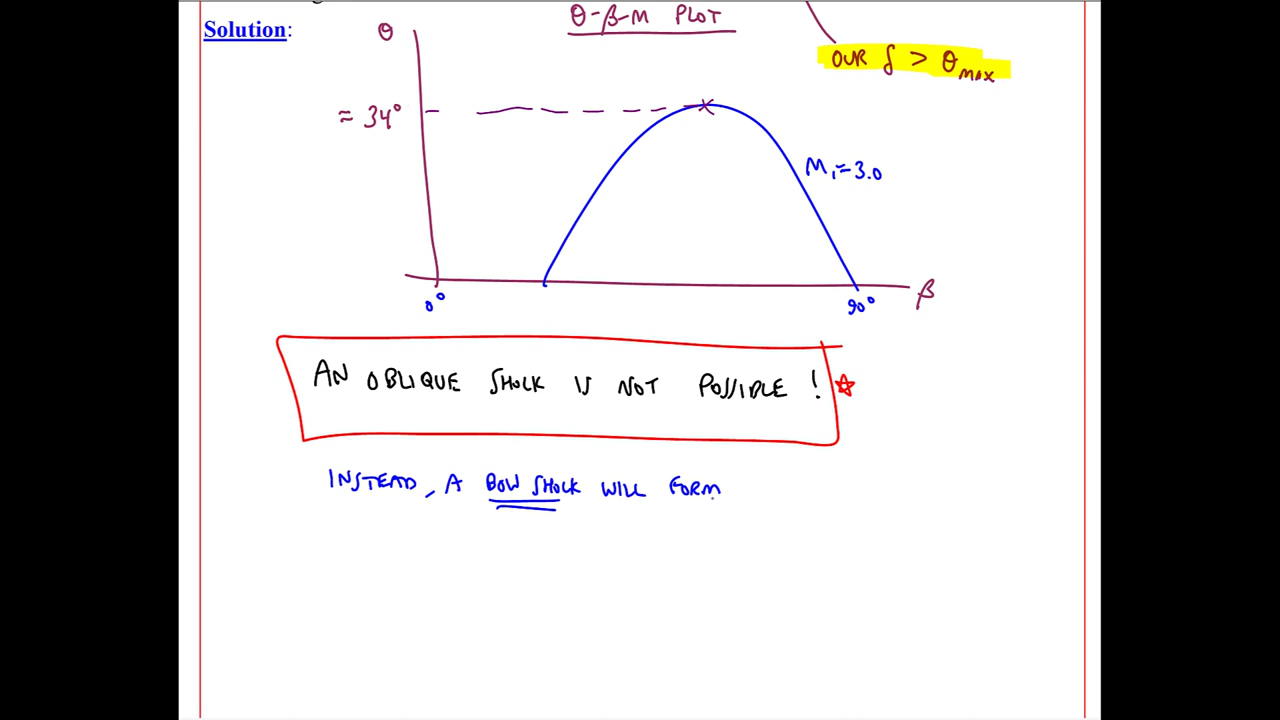 θ-β-M PLOT
Solution:
θ
OUR δ > θmax
≈ 34°
M₁=3.0
0°
90°
β
AN OBLIQUE SHOCK IS NOT POSSIBLE !
INSTEAD, A BOW SHOCK WILL FORM